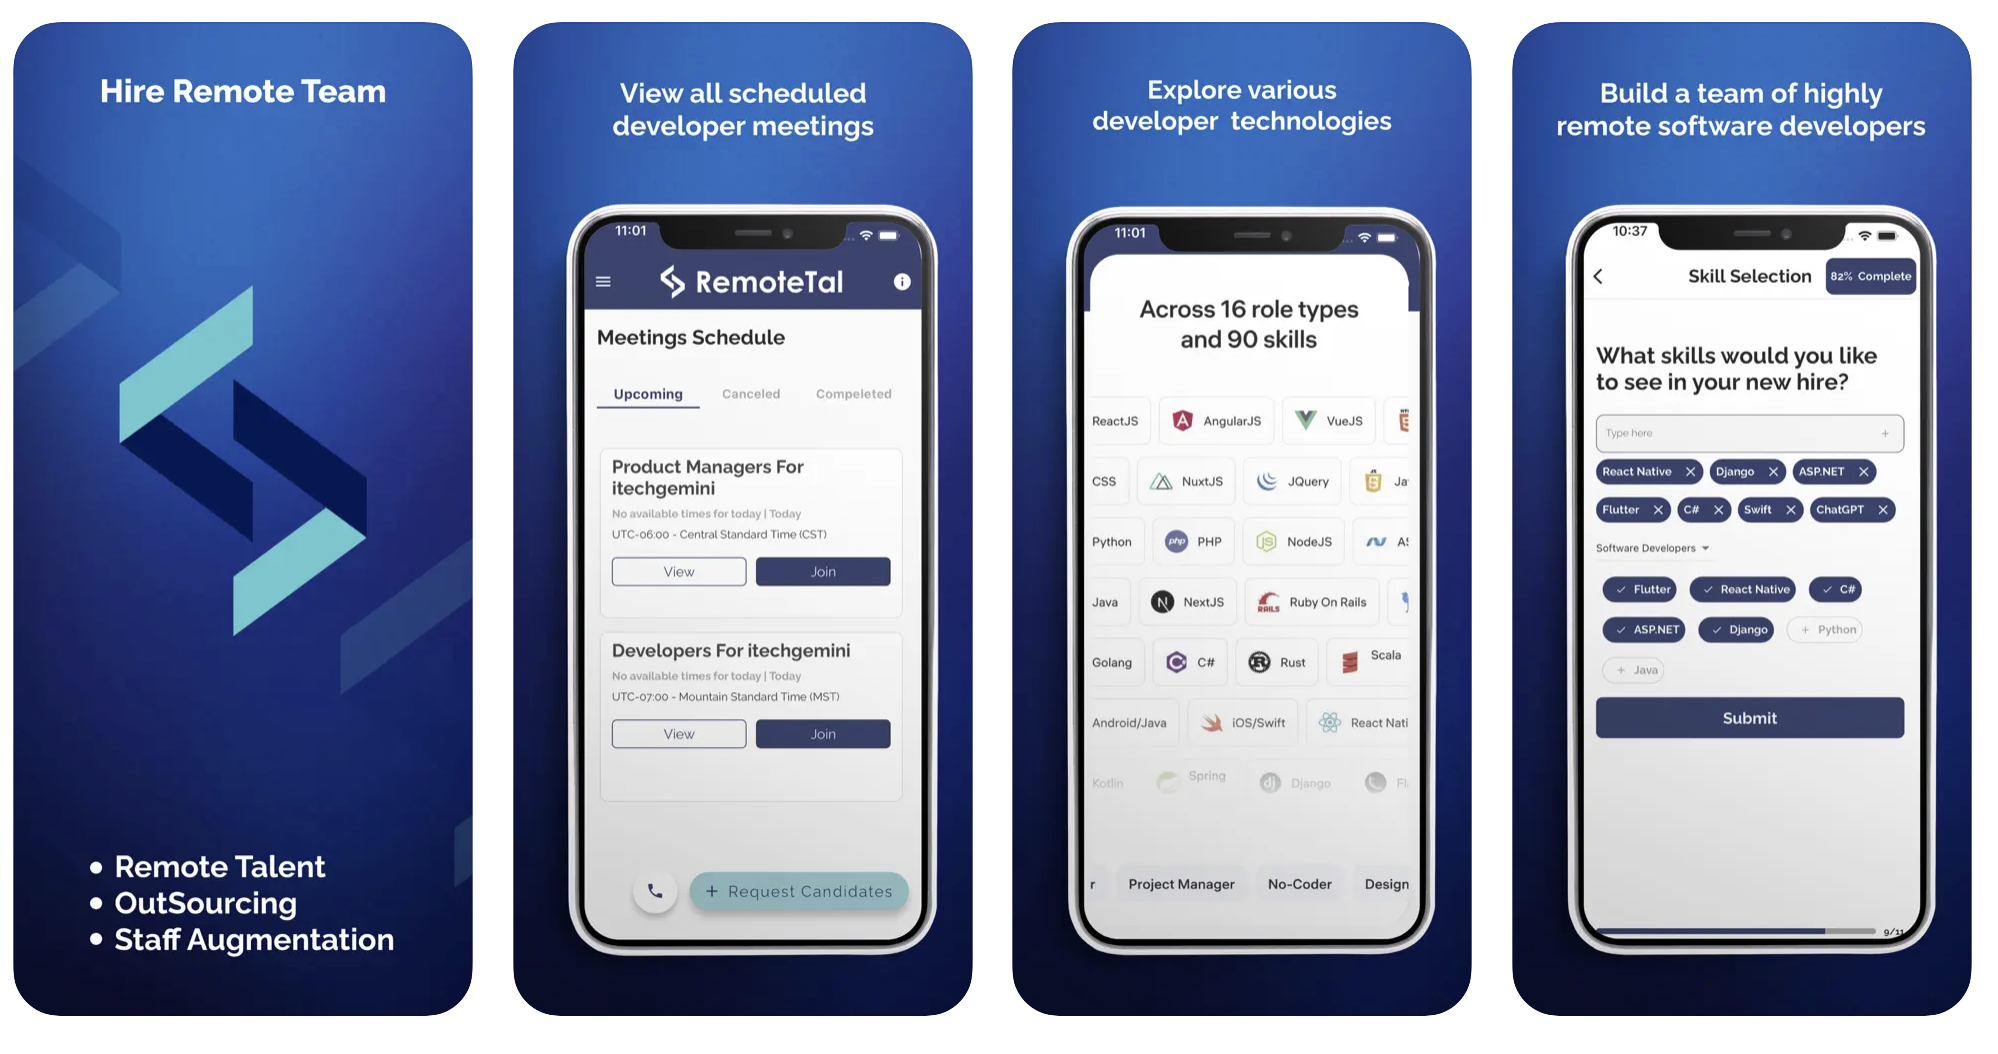 Hire Remote Team
Remote Talent
OutSourcing
Staff Augmentation
View all scheduled
developer meetings
11:01
RemoteTal
Meetings Schedule
Upcoming Canceled Compeleted
Product Managers For
itechgemini
No available times for today | Today
UTC-06:00 - Central Standard Time (CST)
View Join
Developers For itechgemini
No available times for today | Today
UTC-07:00 - Mountain Standard Time (MST)
View Join
+ Request Candidates
Explore various
developer technologies
11:01
Across 16 role types
and 90 skills
ReactJS AngularJS VueJS
CSS NuxtJS JQuery Ja
Python php PHP NodeJS AS
Java NextJS RAILS Ruby On Rails
Golang C# Rust Scala
Android/Java iOS/Swift React Nati
Kotlin Spring dj Django Fl
r Project Manager No-Coder Design
Build a team of highly
remote software developers
10:37
Skill Selection 82% Complete
What skills would you like
to see in your new hire?
Type here +
React Native Django ASP.NET
Flutter C# Swift ChatGPT
Software Developers
Flutter React Native C#
ASP.NET Django + Python
+ Java
Submit
9/11